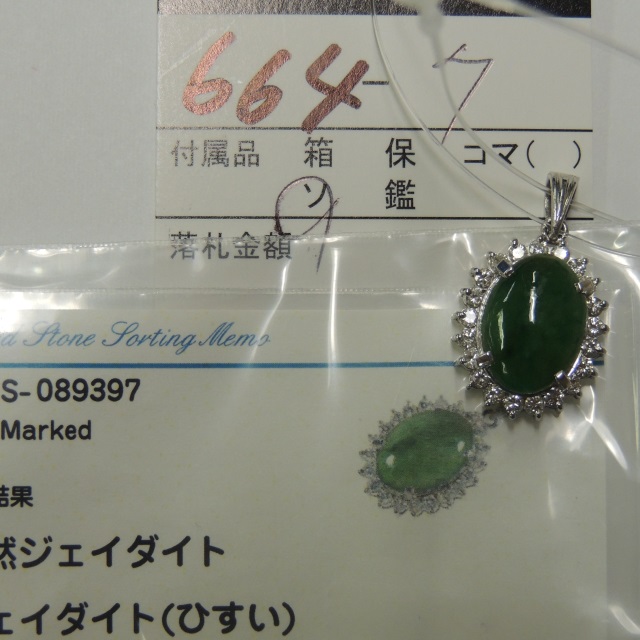 664-7
付属品 箱 保 コマ( )
ソ 鑑
落札金額
Stone Sorting Memo
S-089397
Marked
結果
然ジェイダイト
ェイダイト(ひすい)